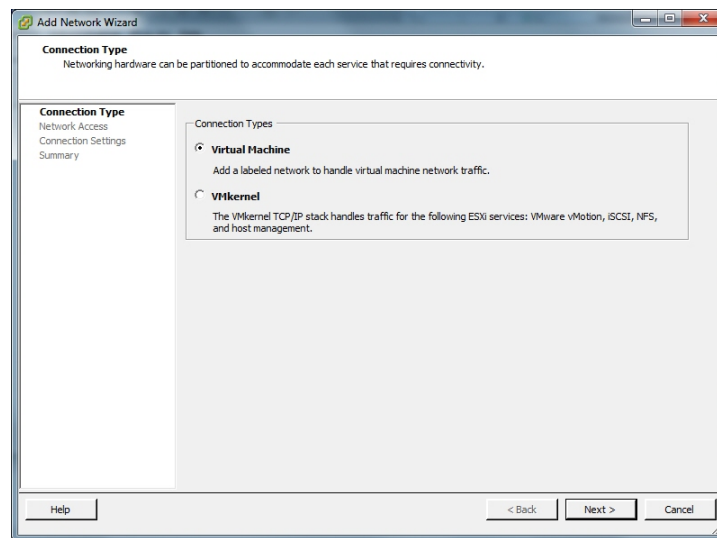 Add Network Wizard
Connection Type
Networking hardware can be partitioned to accommodate each service that requires connectivity.
Connection Type
Network Access
Connection Settings
Summary
Connection Types
Virtual Machine
Add a labeled network to handle virtual machine network traffic.
VMkernel
The VMkernel TCP/IP stack handles traffic for the following ESXi services: VMware vMotion, iSCSI, NFS,
and host management.
Help
< Back
Next >
Cancel